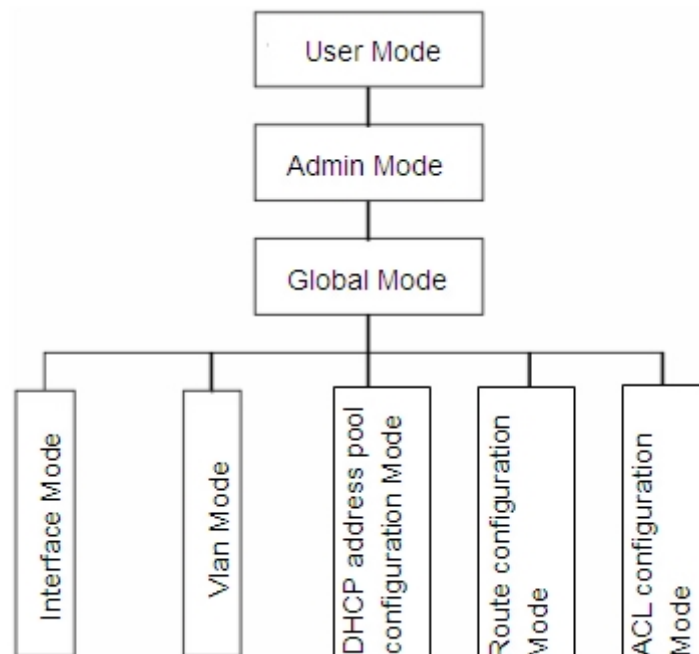 User Mode
Admin Mode
Global Mode
Interface Mode
Vlan Mode
DHCP address pool
configuration Mode
Route configuration
Mode
ACL configuration
Mode